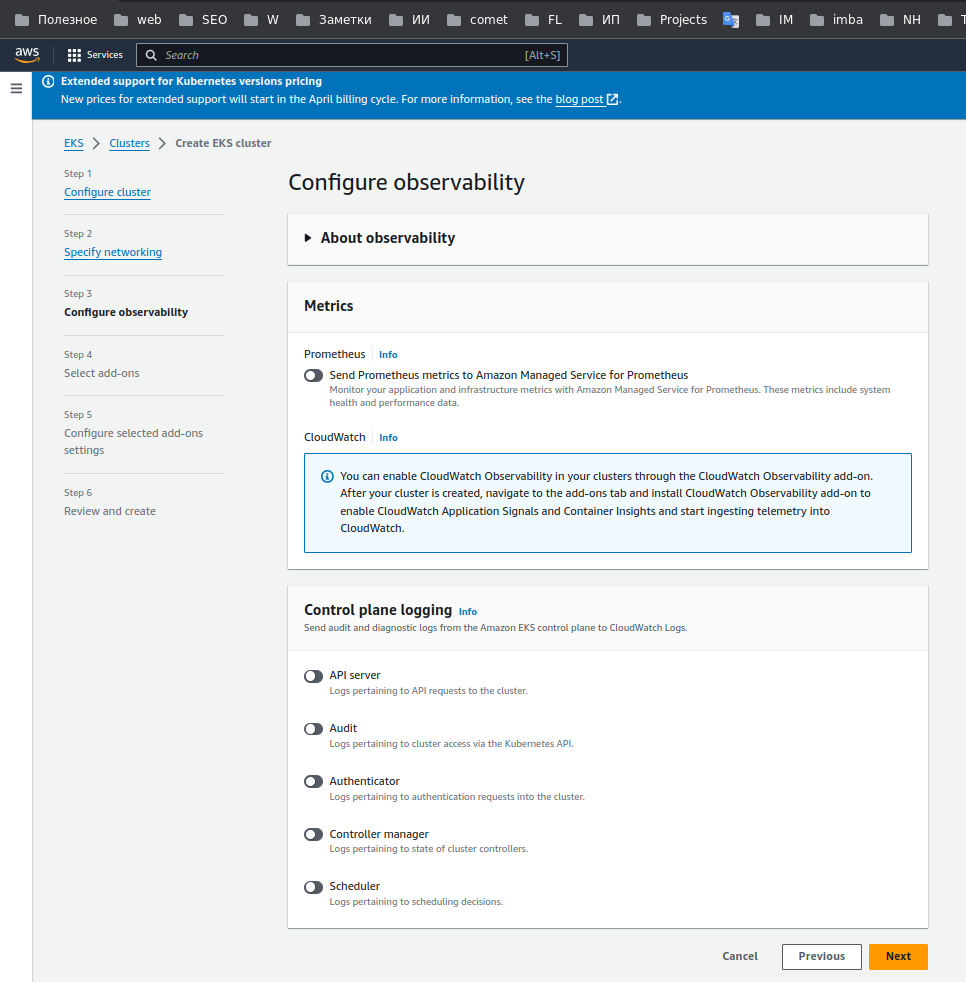 Полезное web SEO W Заметки ИИ comet FL ИП Projects IM imba NH
aws Services Search [Alt+S]
Extended support for Kubernetes versions pricing
New prices for extended support will start in the April billing cycle. For more information, see the blog post.
EKS Clusters Create EKS cluster
Step 1
Configure cluster
Step 2
Specify networking
Step 3
Configure observability
Step 4
Select add-ons
Step 5
Configure selected add-ons
settings
Step 6
Review and create
Configure observability
About observability
Metrics
Prometheus Info
Send Prometheus metrics to Amazon Managed Service for Prometheus
Monitor your application and infrastructure metrics with Amazon Managed Service for Prometheus. These metrics include system
health and performance data.
CloudWatch Info
You can enable CloudWatch Observability in your clusters through the CloudWatch Observability add-on.
After your cluster is created, navigate to the add-ons tab and install CloudWatch Observability add-on to
enable CloudWatch Application Signals and Container Insights and start ingesting telemetry into
CloudWatch.
Control plane logging Info
Send audit and diagnostic logs from the Amazon EKS control plane to CloudWatch Logs.
API server
Logs pertaining to API requests to the cluster.
Audit
Logs pertaining to cluster access via the Kubernetes API.
Authenticator
Logs pertaining to authentication requests into the cluster.
Controller manager
Logs pertaining to state of cluster controllers.
Scheduler
Logs pertaining to scheduling decisions.
Cancel Previous Next